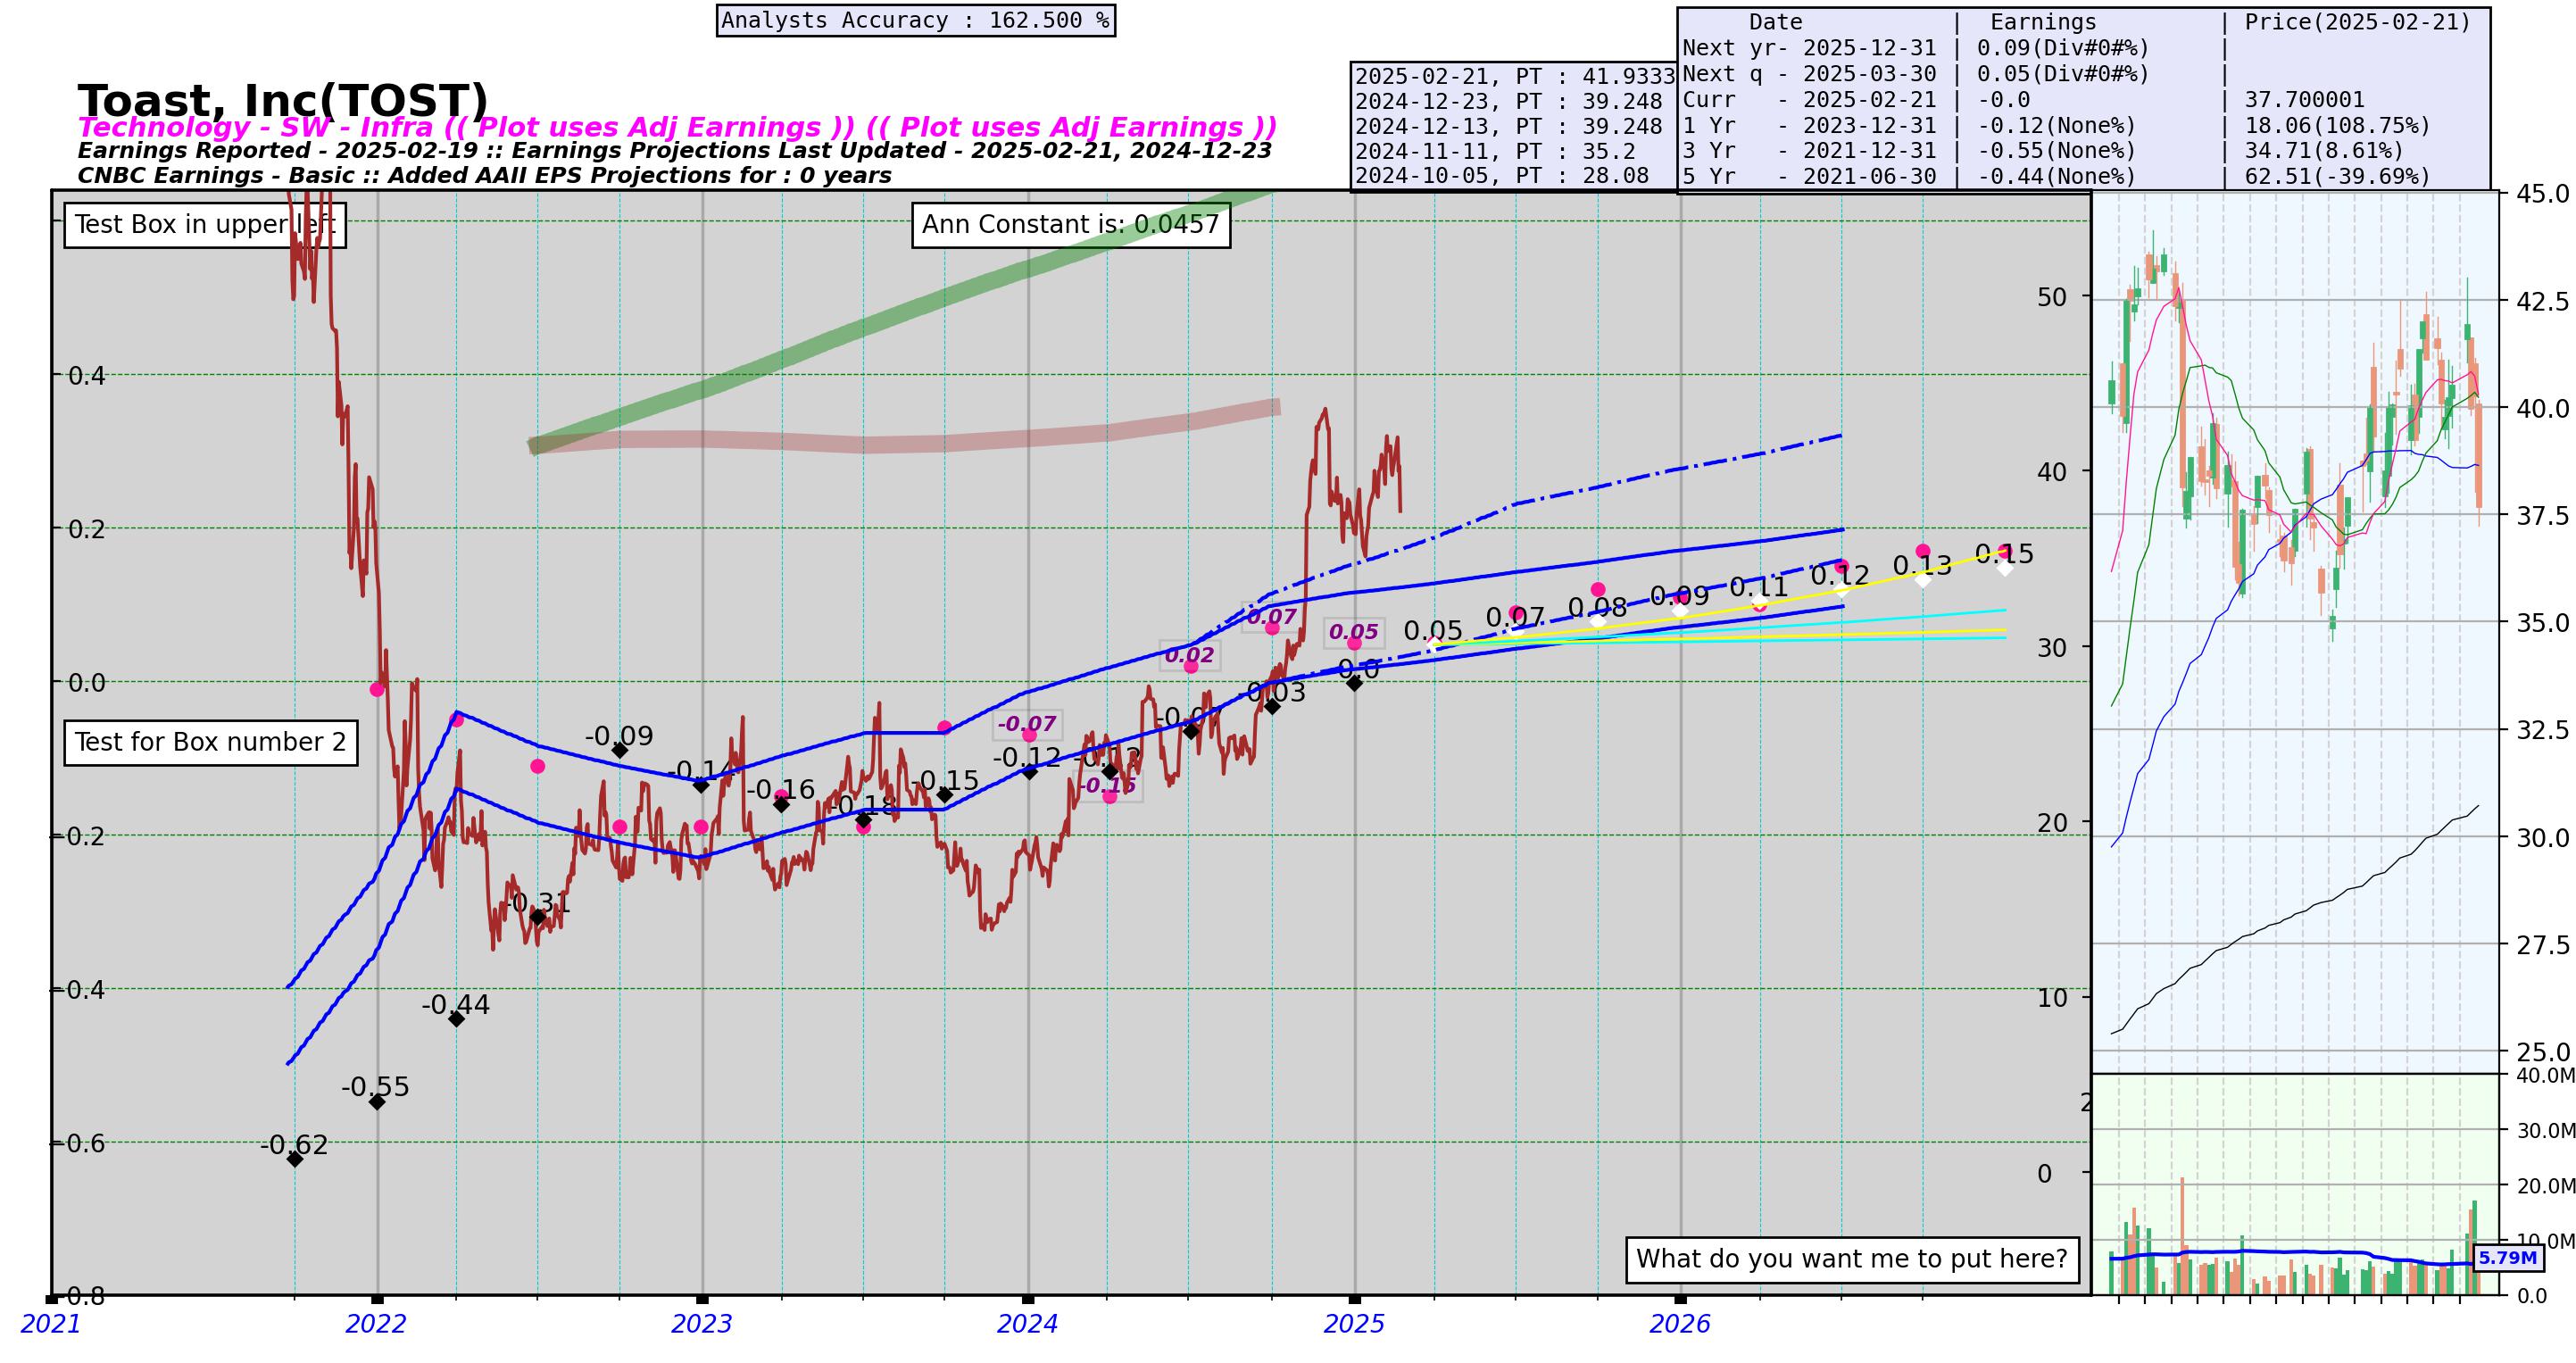 Analysts Accuracy : 162.500 %
Date | Earnings | Price(2025-02-21)
Next yr- 2025-12-31 | 0.09(Div#0#%) |
Next q - 2025-03-30 | 0.05(Div#0#%) |
Curr - 2025-02-21 | -0.0 | 37.700001
1 Yr - 2023-12-31 | -0.12(None%) | 18.06(108.75%)
3 Yr - 2021-12-31 | -0.55(None%) | 34.71(8.61%)
5 Yr - 2021-06-30 | -0.44(None%) | 62.51(-39.69%)
2025-02-21, PT : 41.9333
2024-12-23, PT : 39.248
2024-12-13, PT : 39.248
2024-11-11, PT : 35.2
2024-10-05, PT : 28.08
Toast, Inc(TOST)
Technology - SW - Infra (( Plot uses Adj Earnings )) (( Plot uses Adj Earnings ))
Earnings Reported - 2025-02-19 :: Earnings Projections Last Updated - 2025-02-21, 2024-12-23
CNBC Earnings - Basic :: Added AAII EPS Projections for : 0 years
Test Box in upper left
Ann Constant is: 0.0457
Test for Box number 2
What do you want me to put here?
0.4
0.2
0.0
-0.2
-0.4
-0.6
-0.8
-0.62
-0.55
-0.44
-0.31
-0.09
-0.14
-0.16
-0.18
-0.15
-0.12
-0.12
-0.07
-0.03
0.0
0.05
0.07
0.08
0.09
0.11
0.12
0.13
0.15
-0.07
-0.15
0.02
0.07
0.05
50
40
30
20
10
0
2
45.0
42.5
40.0
37.5
35.0
32.5
30.0
27.5
25.0
40.0M
30.0M
20.0M
10.0M
5.79M
0.0
2021
2022
2023
2024
2025
2026